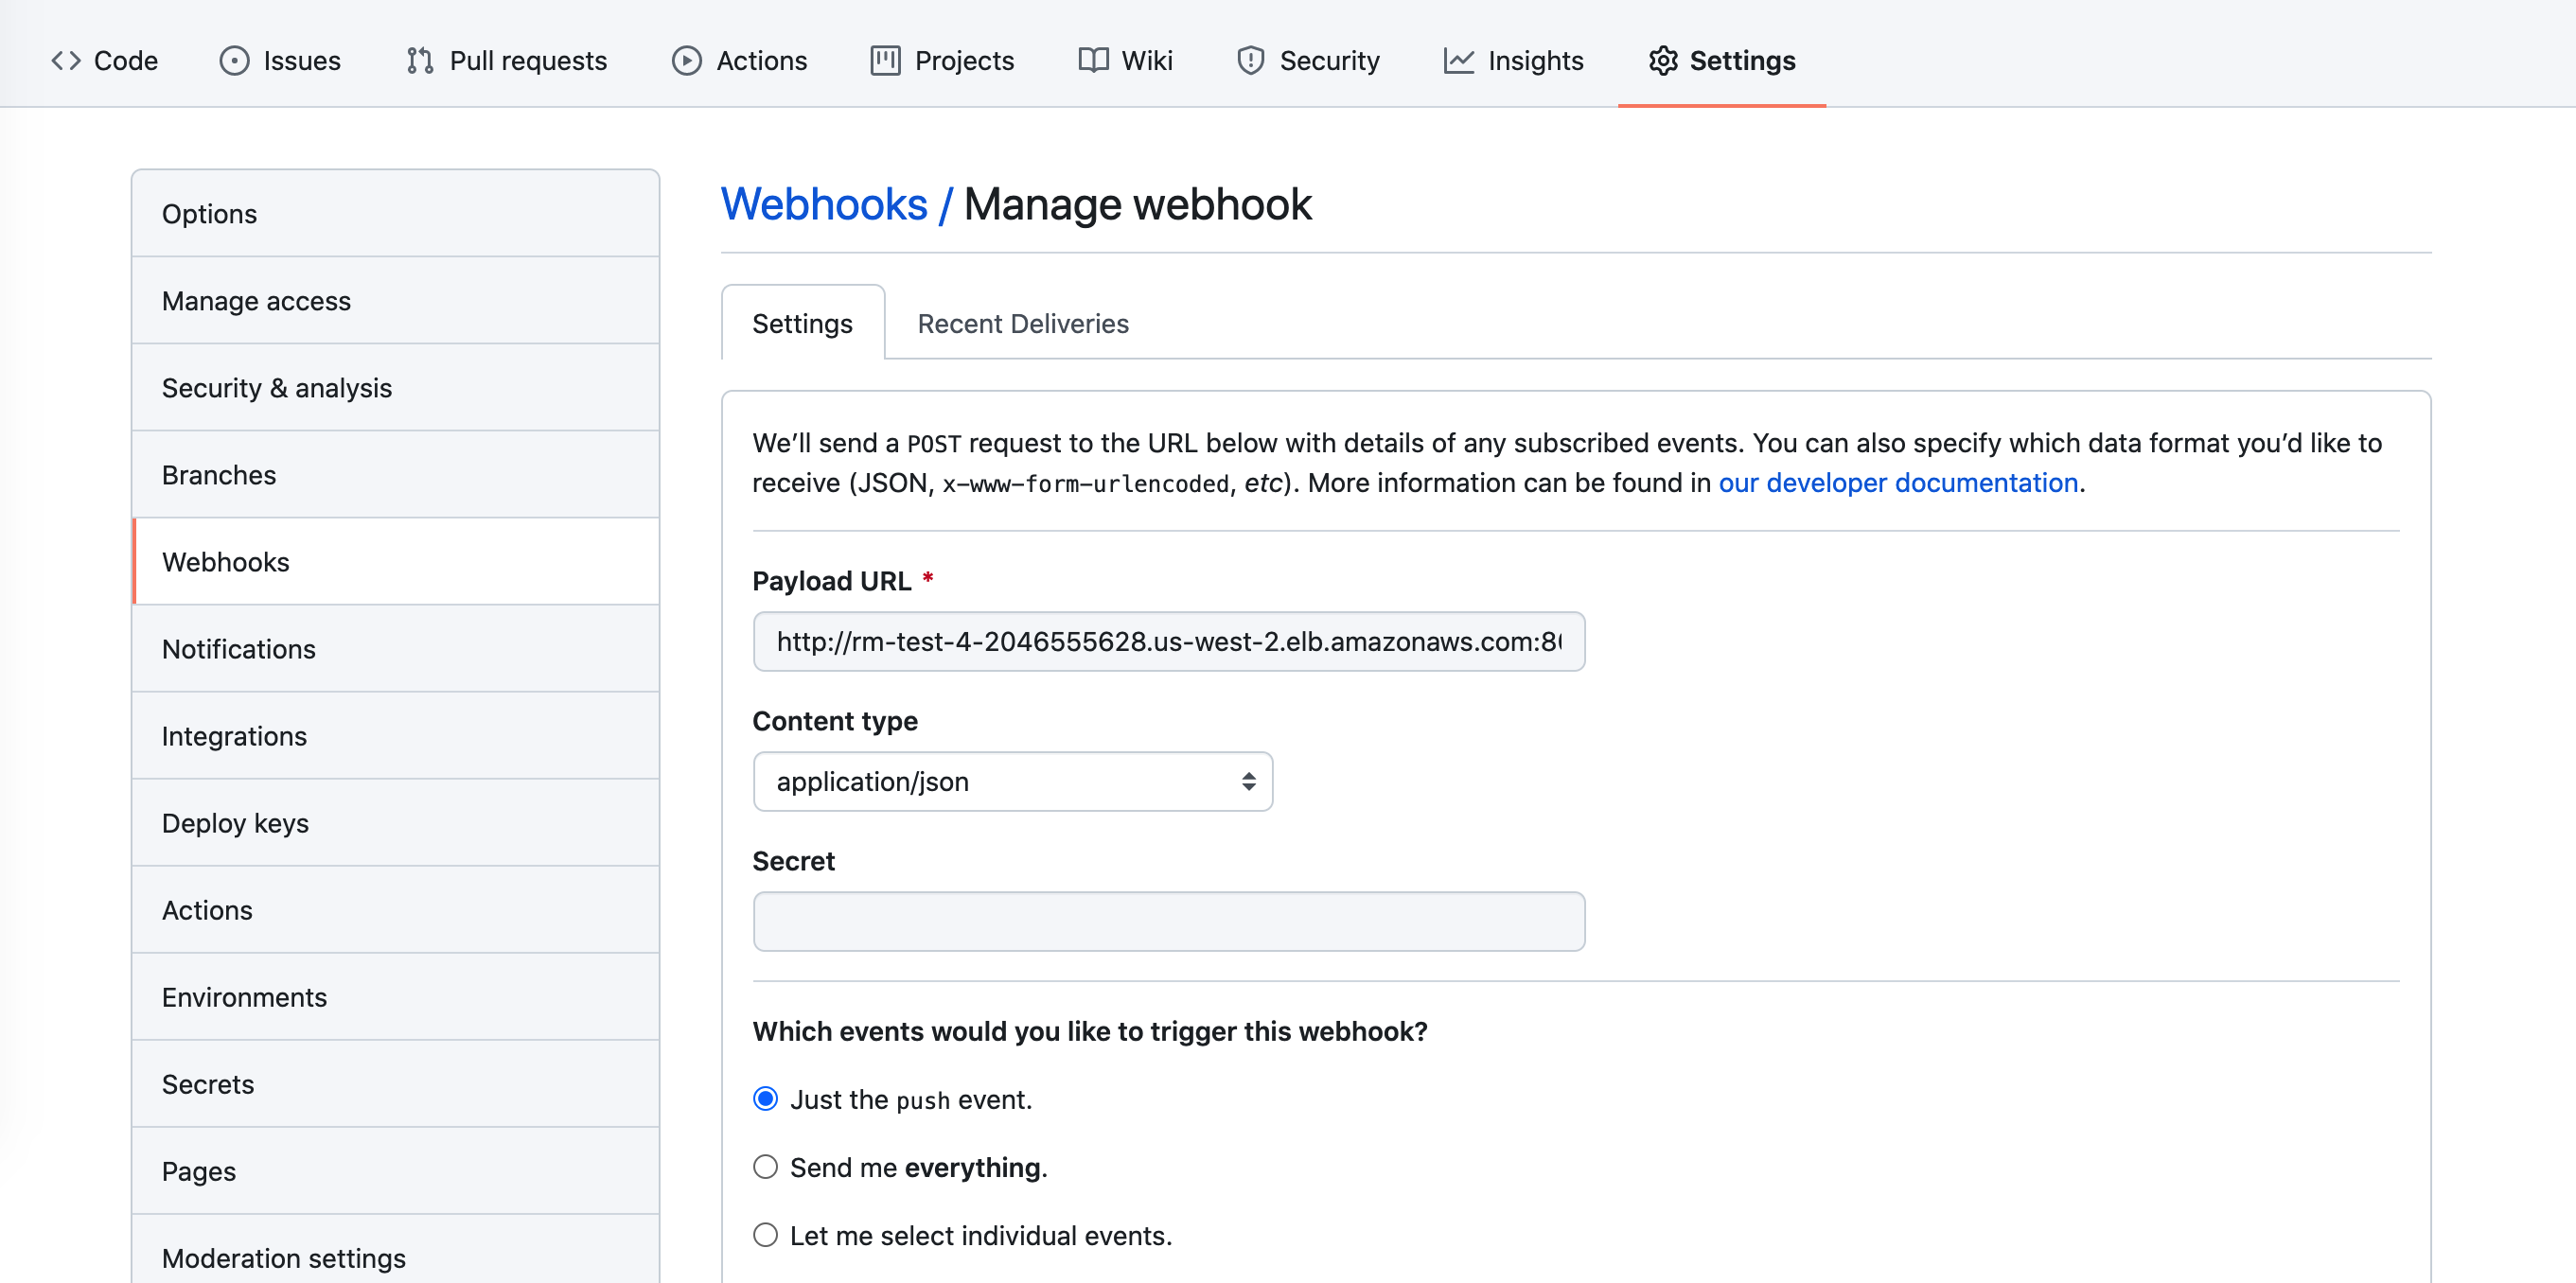 Code Issues Pull requests Actions Projects Wiki Security Insights Settings
Options
Manage access
Security & analysis
Branches
Webhooks
Notifications
Integrations
Deploy keys
Actions
Environments
Secrets
Pages
Moderation settings
Webhooks / Manage webhook
Settings Recent Deliveries
We’ll send a POST request to the URL below with details of any subscribed events. You can also specify which data format you’d like to
receive (JSON, x-www-form-urlencoded, etc). More information can be found in our developer documentation.
Payload URL *
http://rm-test-4-2046555628.us-west-2.elb.amazonaws.com:8
Content type
application/json
Secret
Which events would you like to trigger this webhook?
Just the push event.
Send me everything.
Let me select individual events.